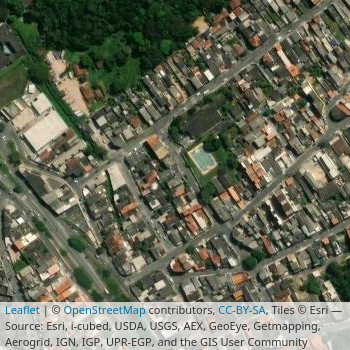 Leaflet | © OpenStreetMap contributors, CC-BY-SA, Tiles © Esri —
Source: Esri, i-cubed, USDA, USGS, AEX, GeoEye, Getmapping,
Aerogrid, IGN, IGP, UPR-EGP, and the GIS User Community